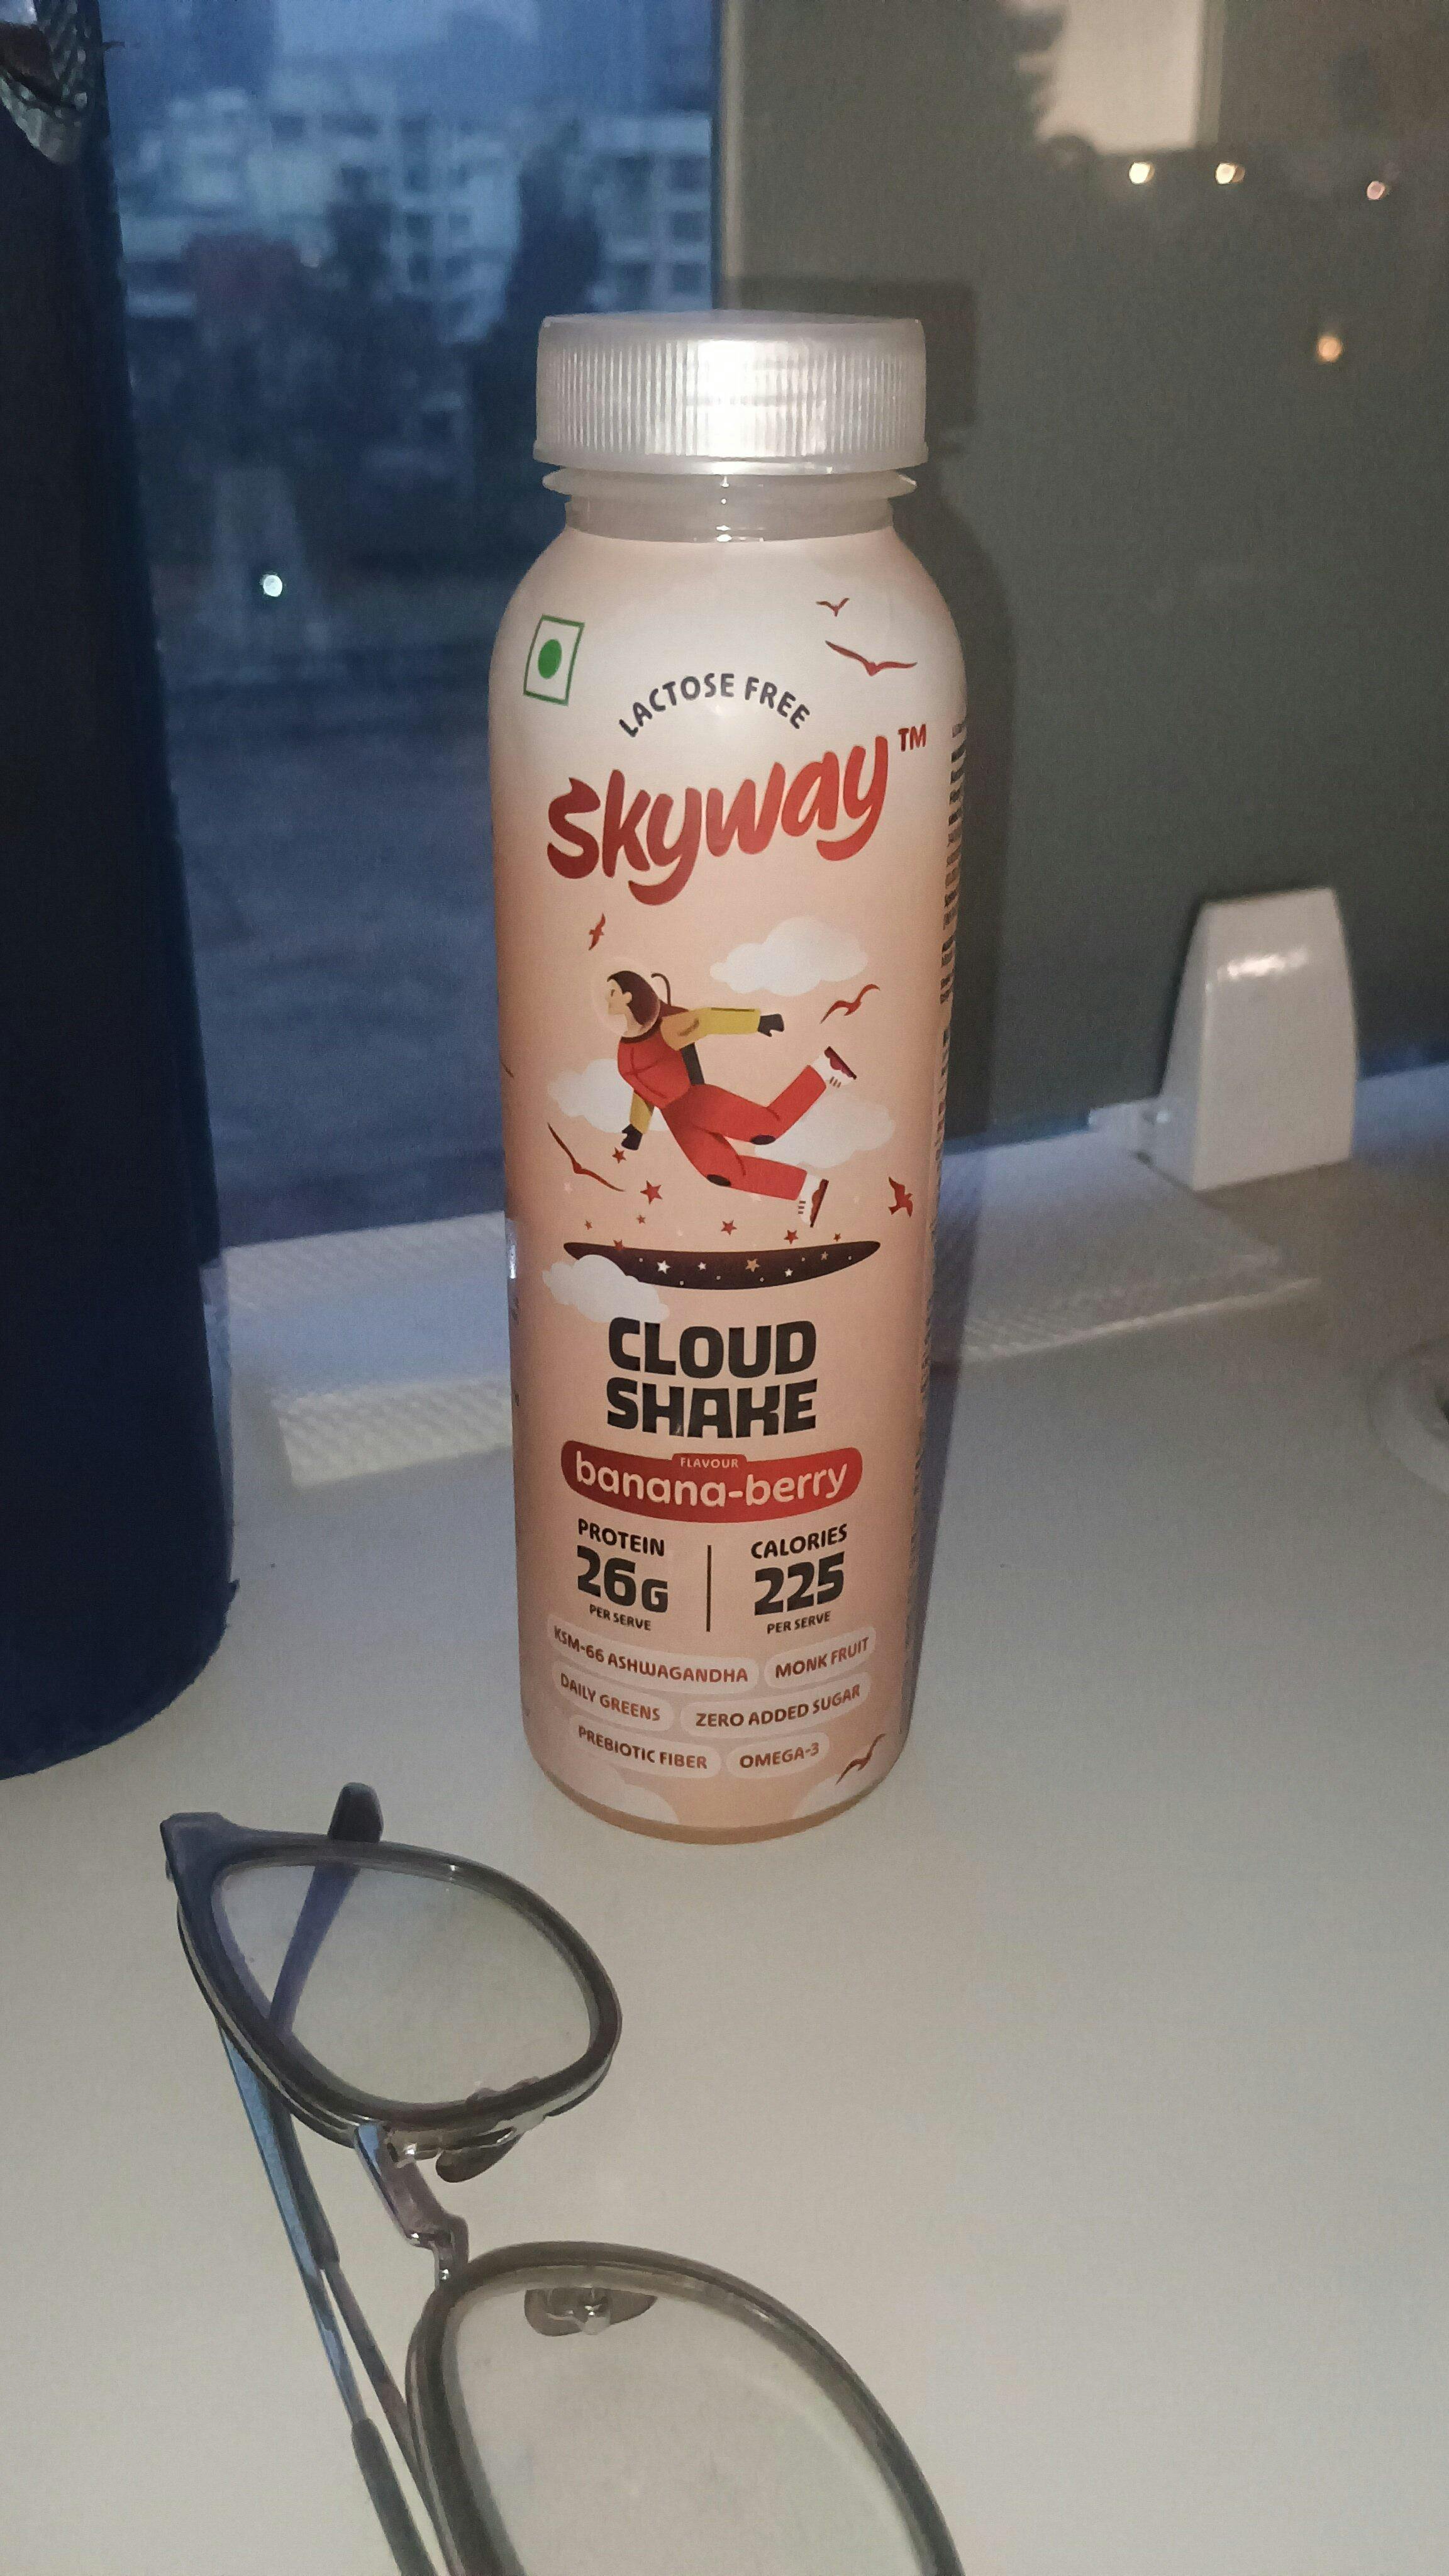 LACTOSE FREE
skyway™
CLOUD
SHAKE
FLAVOUR
banana-berry
PROTEIN
26G
PER SERVE
CALORIES
225
PER SERVE
KSM-66 ASHWAGANDHA
MONK FRUIT
DAILY GREENS
ZERO ADDED SUGAR
PREBIOTIC FIBER
OMEGA-3